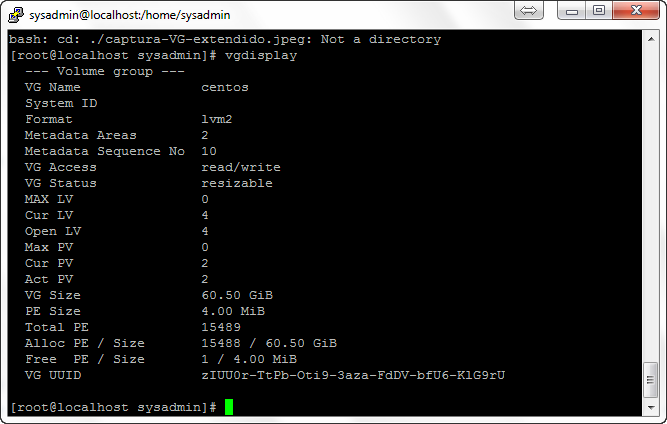 sysadmin@localhost:/home/sysadmin
bash: cd: ./captura-VG-extendido.jpeg: Not a directory
[root@localhost sysadmin]# vgdisplay
  --- Volume group ---
  VG Name               centos
  System ID
  Format                lvm2
  Metadata Areas        2
  Metadata Sequence No  10
  VG Access             read/write
  VG Status             resizable
  MAX LV                0
  Cur LV                4
  Open LV               4
  Max PV                0
  Cur PV                2
  Act PV                2
  VG Size               60.50 GiB
  PE Size               4.00 MiB
  Total PE              15489
  Alloc PE / Size       15488 / 60.50 GiB
  Free  PE / Size       1 / 4.00 MiB
  VG UUID               zIUU0r-TtPb-Oti9-3aza-FdDV-bfU6-KlG9rU
[root@localhost sysadmin]#